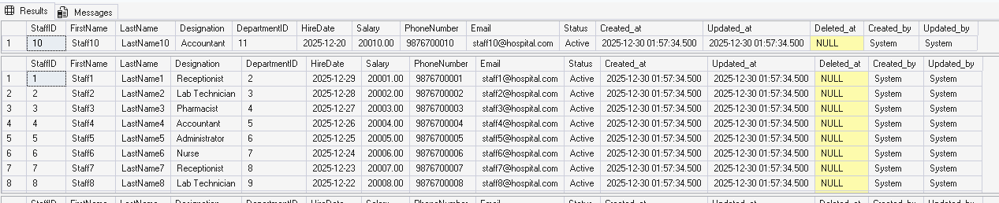 Results Messages
StaffID FirstName LastName Designation DepartmentID HireDate Salary PhoneNumber Email Status Created_at Updated_at Deleted_at Created_by Updated_by
1 10 Staff10 LastName10 Accountant 11 2025-12-20 20010.00 9876700010 staff10@hospital.com Active 2025-12-30 01:57:34.500 2025-12-30 01:57:34.500 NULL System System
StaffID FirstName LastName Designation DepartmentID HireDate Salary PhoneNumber Email Status Created_at Updated_at Deleted_at Created_by Updated_by
1 1 Staff1 LastName1 Receptionist 2 2025-12-29 20001.00 9876700001 staff1@hospital.com Active 2025-12-30 01:57:34.500 2025-12-30 01:57:34.500 NULL System System
2 2 Staff2 LastName2 Lab Technician 3 2025-12-28 20002.00 9876700002 staff2@hospital.com Active 2025-12-30 01:57:34.500 2025-12-30 01:57:34.500 NULL System System
3 3 Staff3 LastName3 Pharmacist 4 2025-12-27 20003.00 9876700003 staff3@hospital.com Active 2025-12-30 01:57:34.500 2025-12-30 01:57:34.500 NULL System System
4 4 Staff4 LastName4 Accountant 5 2025-12-26 20004.00 9876700004 staff4@hospital.com Active 2025-12-30 01:57:34.500 2025-12-30 01:57:34.500 NULL System System
5 5 Staff5 LastName5 Administrator 6 2025-12-25 20005.00 9876700005 staff5@hospital.com Active 2025-12-30 01:57:34.500 2025-12-30 01:57:34.500 NULL System System
6 6 Staff6 LastName6 Nurse 7 2025-12-24 20006.00 9876700006 staff6@hospital.com Active 2025-12-30 01:57:34.500 2025-12-30 01:57:34.500 NULL System System
7 7 Staff7 LastName7 Receptionist 8 2025-12-23 20007.00 9876700007 staff7@hospital.com Active 2025-12-30 01:57:34.500 2025-12-30 01:57:34.500 NULL System System
8 8 Staff8 LastName8 Lab Technician 9 2025-12-22 20008.00 9876700008 staff8@hospital.com Active 2025-12-30 01:57:34.500 2025-12-30 01:57:34.500 NULL System System